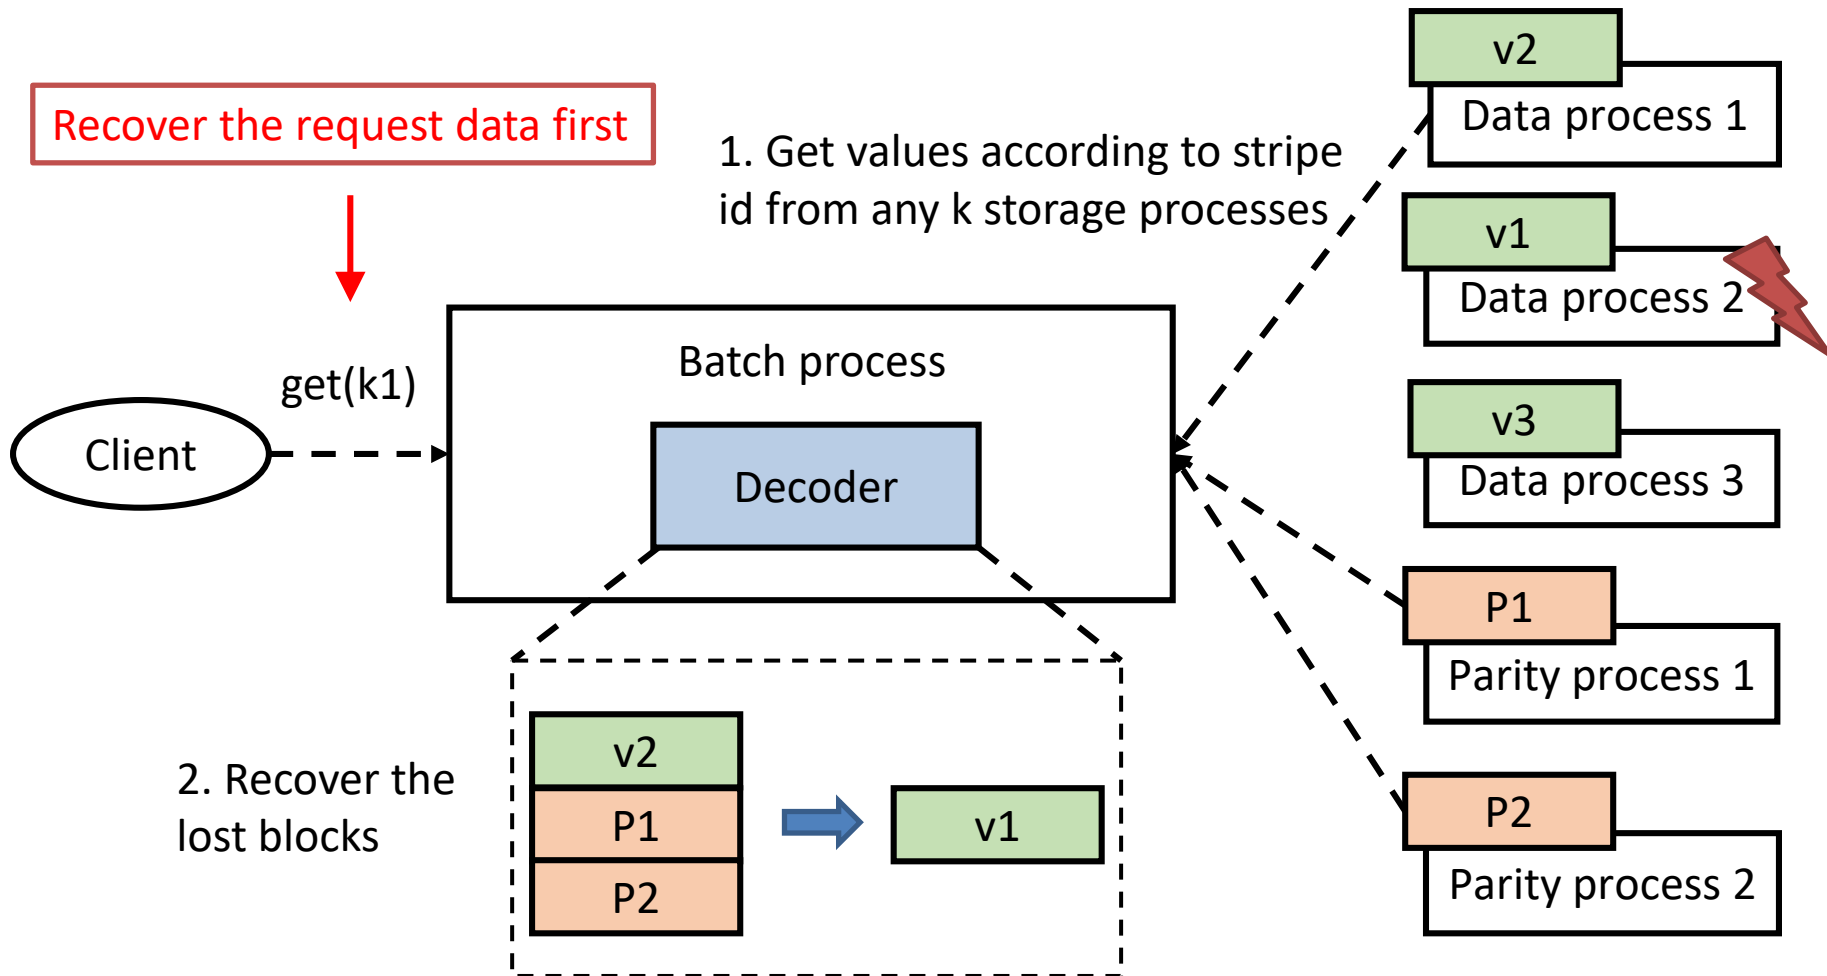 Recover the request data first
1. Get values according to stripe
id from any k storage processes
get(k1)
Client
Batch process
Decoder
v2
Data process 1
v1
Data process 2
v3
Data process 3
P1
Parity process 1
P2
Parity process 2
2. Recover the
lost blocks
v2
P1
P2
v1